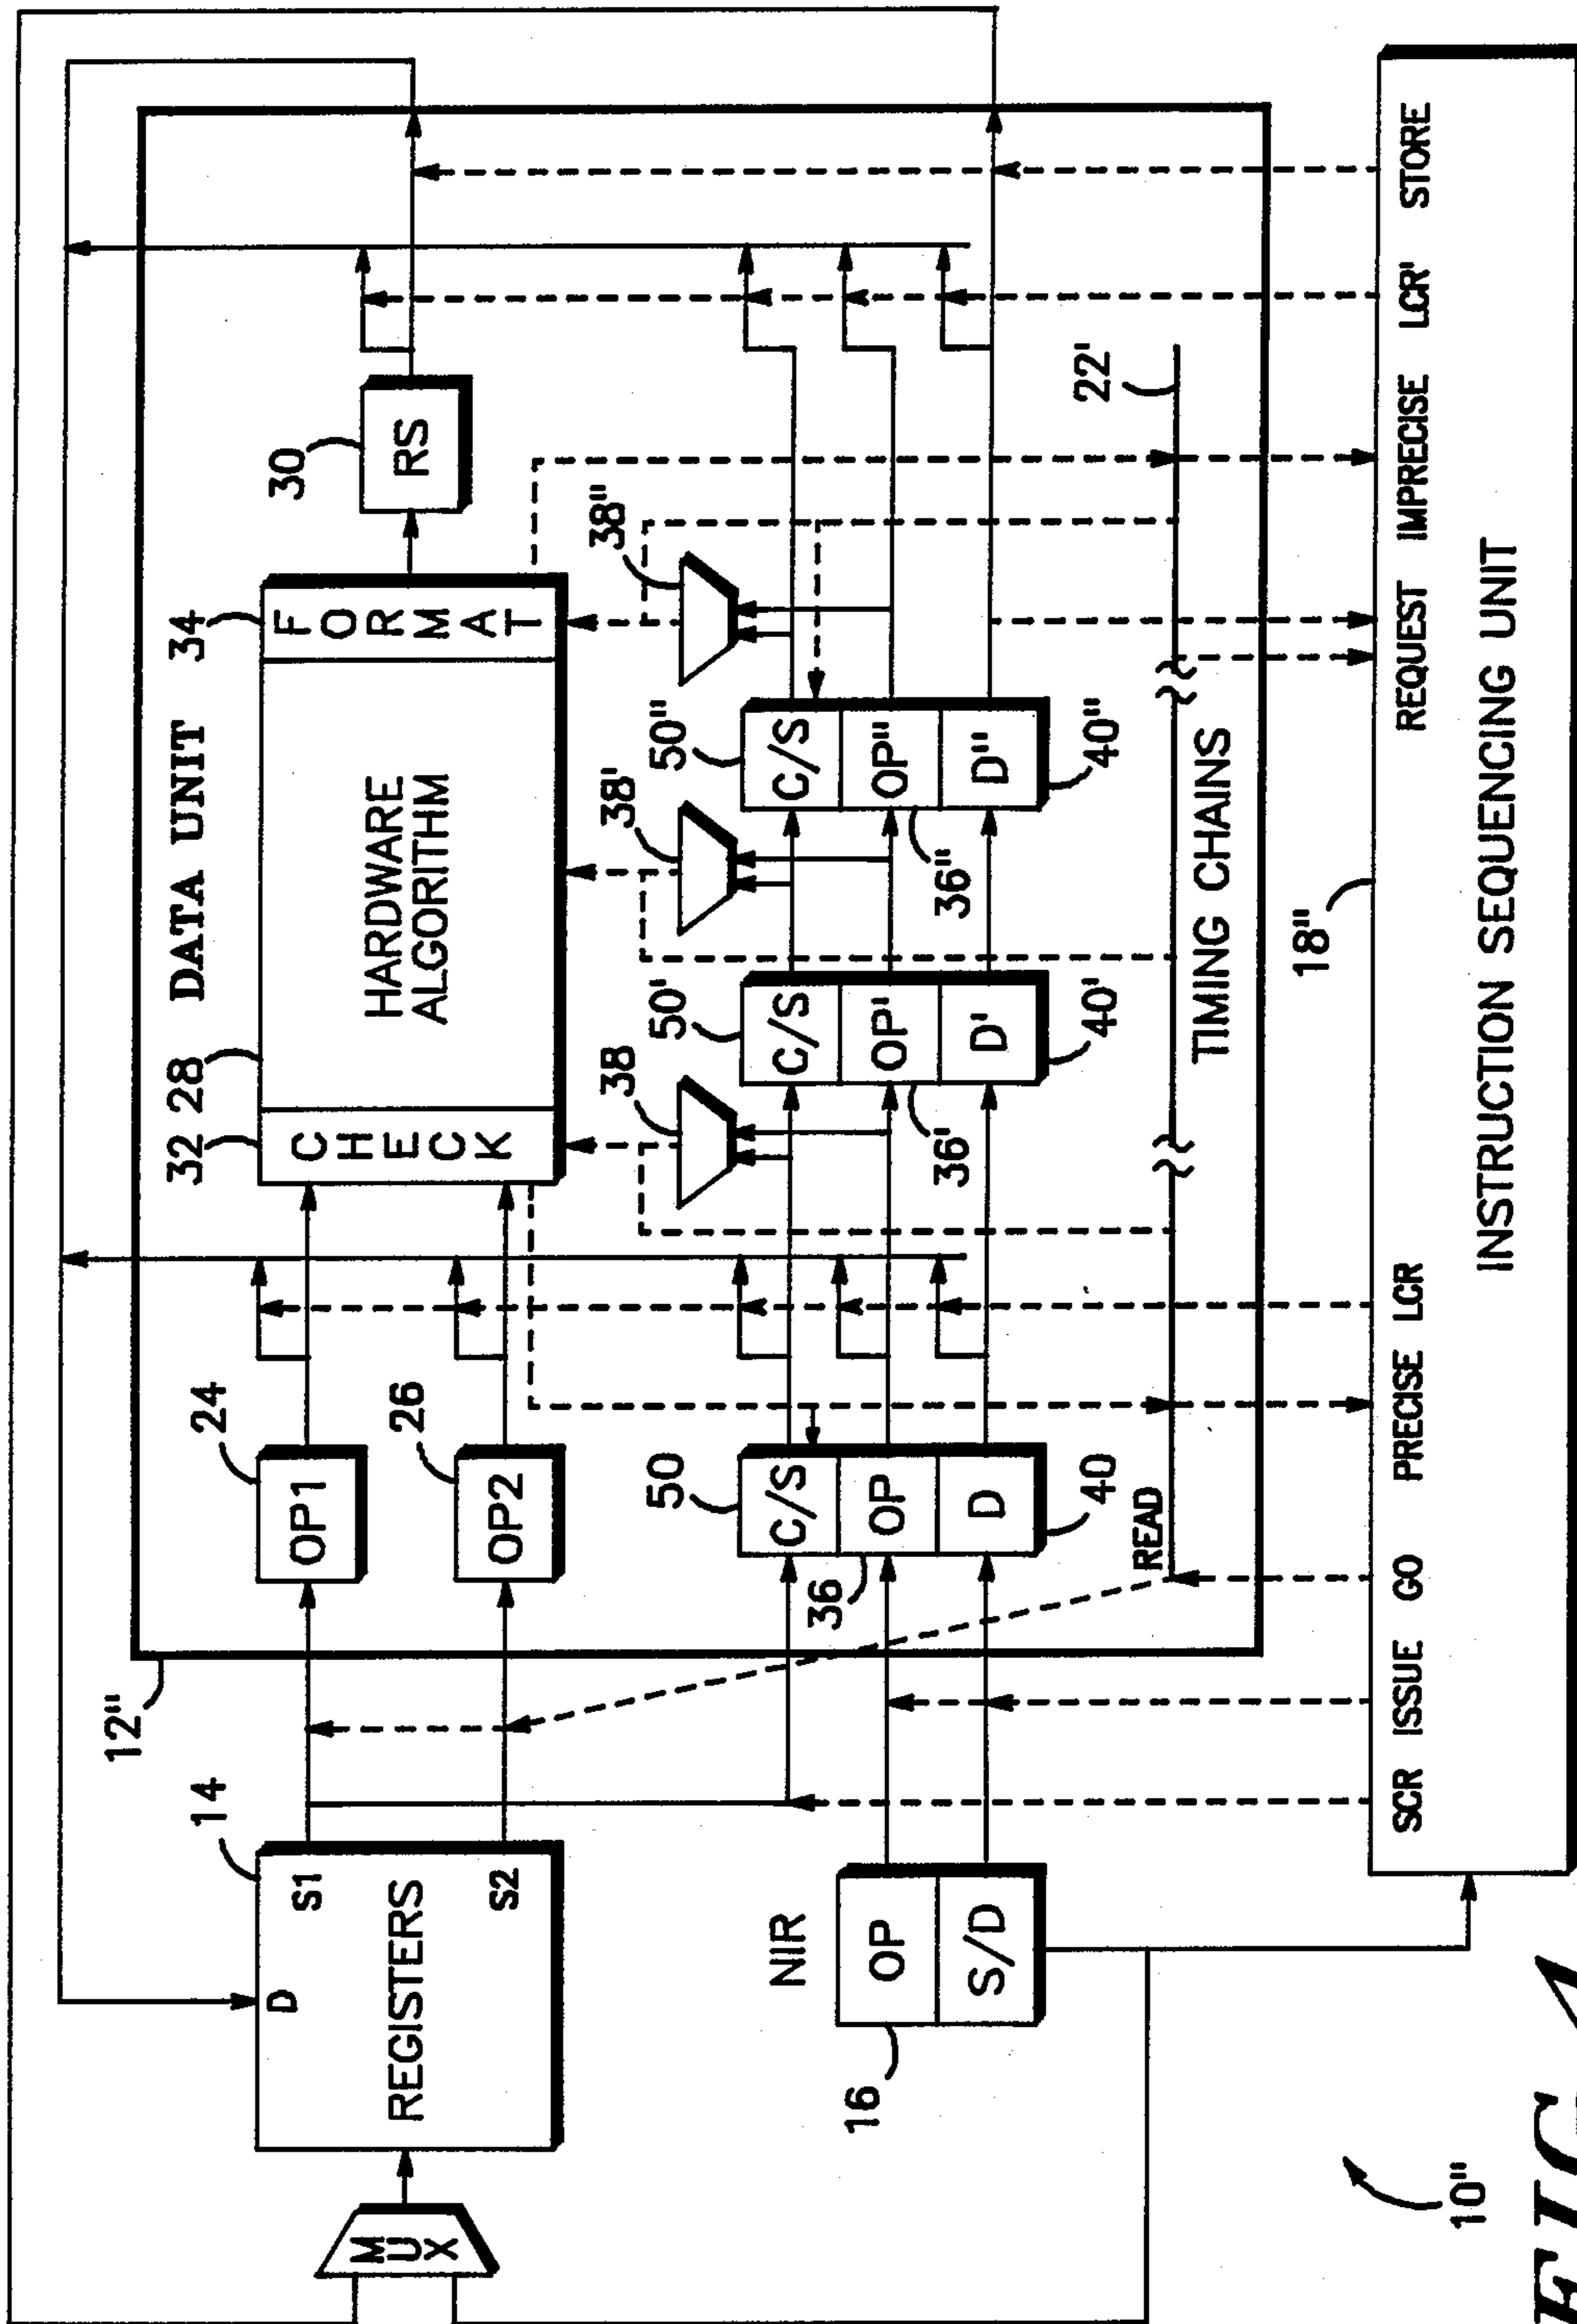 DATA UNIT
12"
14
REGISTERS
D
S1
S2
MUX
24
OP1
26
OP2
32
28
34
CHECK
HARDWARE
ALGORITHM
FORMAT
30
RS
38
38'
38"
50
C/S
OP
D
36
40
50'
C/S
OP'
D'
36'
40'
50"
C/S
OP"
D"
36"
40"
NIR
OP
S/D
16
READ
TIMING CHAINS
22'
SCR ISSUE GO PRECISE LCR REQUEST IMPRECISE LCR' STORE
18"
INSTRUCTION SEQUENCING UNIT
10"